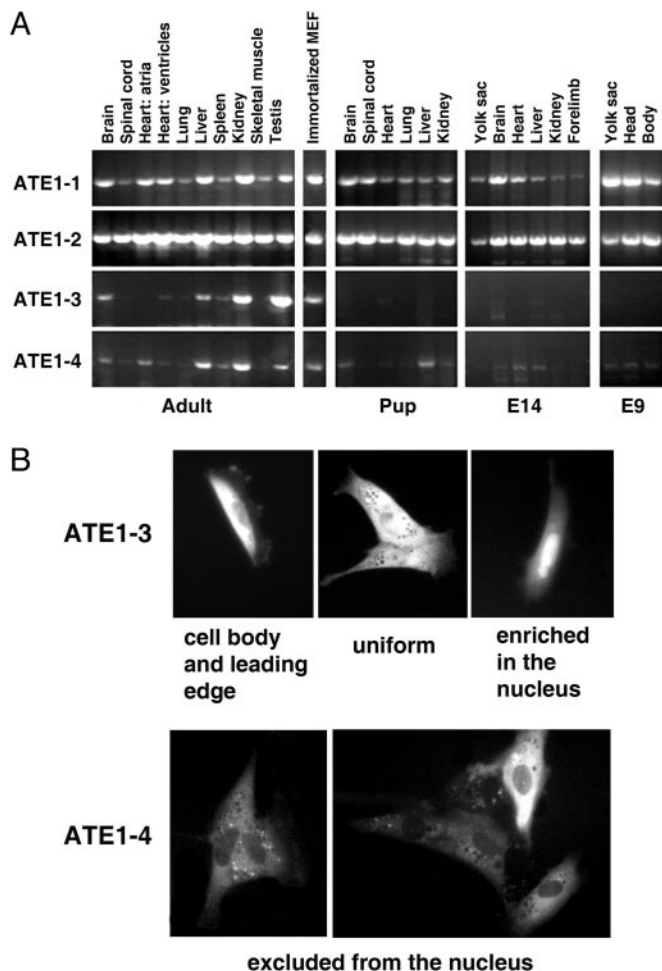 A
Brain
Spinal cord
Heart: atria
Heart: ventricles
Lung
Liver
Spleen
Kidney
Skeletal muscle
Testis
Immortalized MEF
Brain
Spinal cord
Heart
Lung
Liver
Kidney
Yolk sac
Brain
Heart
Liver
Kidney
Forelimb
Yolk sac
Head
Body
ATE1-1
ATE1-2
ATE1-3
ATE1-4
Adult
Pup
E14
E9
B
ATE1-3
cell body
and leading
edge
uniform
enriched
in the
nucleus
ATE1-4
excluded from the nucleus